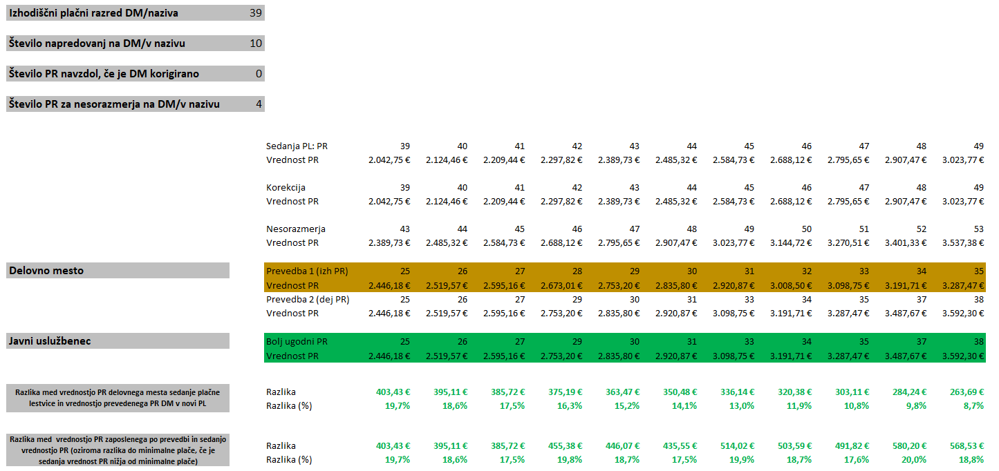 Izhodiščni plačni razred DM/naziva 39
Število napredovanj na DM/v nazivu 10
Število PR navzdol, če je DM korigirano 0
Število PR za nesorazmerja na DM/v nazivu 4
Sedanja PL: PR 39 40 41 42 43 44 45 46 47 48 49
Vrednost PR 2.042,75 € 2.124,46 € 2.209,44 € 2.297,82 € 2.389,73 € 2.485,32 € 2.584,73 € 2.688,12 € 2.795,65 € 2.907,47 € 3.023,77 €
Korekcija 39 40 41 42 43 44 45 46 47 48 49
Vrednost PR 2.042,75 € 2.124,46 € 2.209,44 € 2.297,82 € 2.389,73 € 2.485,32 € 2.584,73 € 2.688,12 € 2.795,65 € 2.907,47 € 3.023,77 €
Nesorazmerja 43 44 45 46 47 48 49 50 51 52 53
Vrednost PR 2.389,73 € 2.485,32 € 2.584,73 € 2.688,12 € 2.795,65 € 2.907,47 € 3.023,77 € 3.144,72 € 3.270,51 € 3.401,33 € 3.537,38 €
Delovno mesto Prevedba 1 (izh PR) 25 26 27 28 29 30 31 32 33 34 35
Vrednost PR 2.446,18 € 2.519,57 € 2.595,16 € 2.673,01 € 2.753,20 € 2.835,80 € 2.920,87 € 3.008,50 € 3.098,75 € 3.191,71 € 3.287,47 €
Prevedba 2 (dej PR) 25 26 27 29 30 31 33 34 35 37 38
Vrednost PR 2.446,18 € 2.519,57 € 2.595,16 € 2.753,20 € 2.835,80 € 2.920,87 € 3.098,75 € 3.191,71 € 3.287,47 € 3.487,67 € 3.592,30 €
Javni uslužbenec Bolj ugodni PR 25 26 27 29 30 31 33 34 35 37 38
Vrednost PR 2.446,18 € 2.519,57 € 2.595,16 € 2.753,20 € 2.835,80 € 2.920,87 € 3.098,75 € 3.191,71 € 3.287,47 € 3.487,67 € 3.592,30 €
Razlika med vrednostjo PR delovnega mesta sedanje plačne
lestvice in vrednostjo prevedenega PR DM v novi PL
Razlika 403,43 € 395,11 € 385,72 € 375,19 € 363,47 € 350,48 € 336,14 € 320,38 € 303,11 € 284,24 € 263,69 €
Razlika (%) 19,7% 18,6% 17,5% 16,3% 15,2% 14,1% 13,0% 11,9% 10,8% 9,8% 8,7%
Razlika med vrednostjo PR zaposlenega po prevedbi in sedanjo
vrednostjo PR (oziroma razlika do minimalne plače, če je
sedanja vrednost PR nižja od minimalne plače)
Razlika 403,43 € 395,11 € 385,72 € 455,38 € 446,07 € 435,55 € 514,02 € 503,59 € 491,82 € 580,20 € 568,53 €
Razlika (%) 19,7% 18,6% 17,5% 19,8% 18,7% 17,5% 19,9% 18,7% 17,6% 20,0% 18,8%